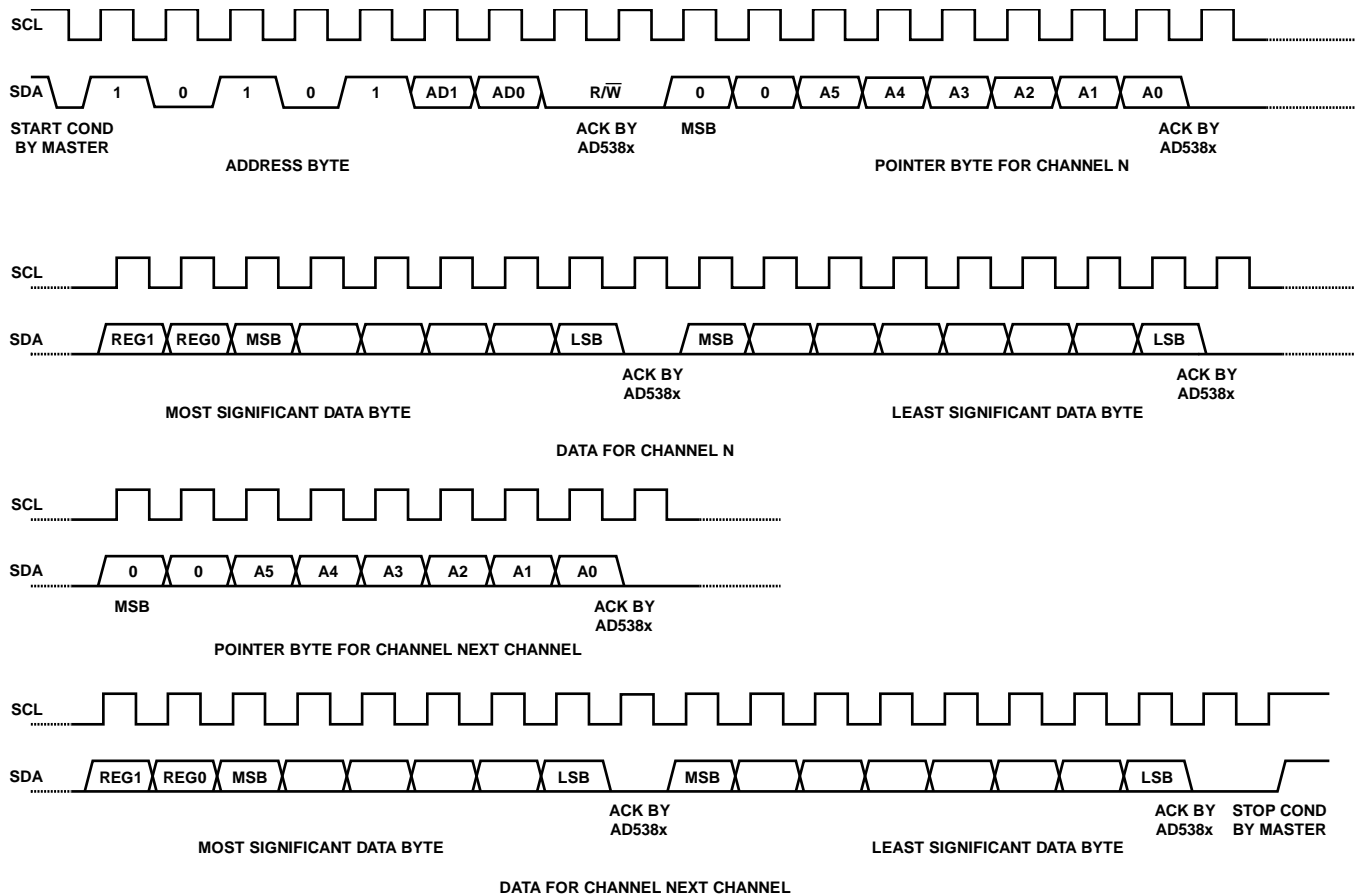 SCL
SDA 1 0 1 0 1 AD1 AD0 R/W̅ 0 0 A5 A4 A3 A2 A1 A0
START COND BY MASTER
ACK BY AD538x
MSB
ACK BY AD538x
ADDRESS BYTE
POINTER BYTE FOR CHANNEL N
SCL
SDA REG1 REG0 MSB LSB MSB LSB
ACK BY AD538x
ACK BY AD538x
MOST SIGNIFICANT DATA BYTE
LEAST SIGNIFICANT DATA BYTE
DATA FOR CHANNEL N
SCL
SDA 0 0 A5 A4 A3 A2 A1 A0
MSB
ACK BY AD538x
POINTER BYTE FOR CHANNEL NEXT CHANNEL
SCL
SDA REG1 REG0 MSB LSB MSB LSB
ACK BY AD538x
ACK BY AD538x
STOP COND BY MASTER
MOST SIGNIFICANT DATA BYTE
LEAST SIGNIFICANT DATA BYTE
DATA FOR CHANNEL NEXT CHANNEL